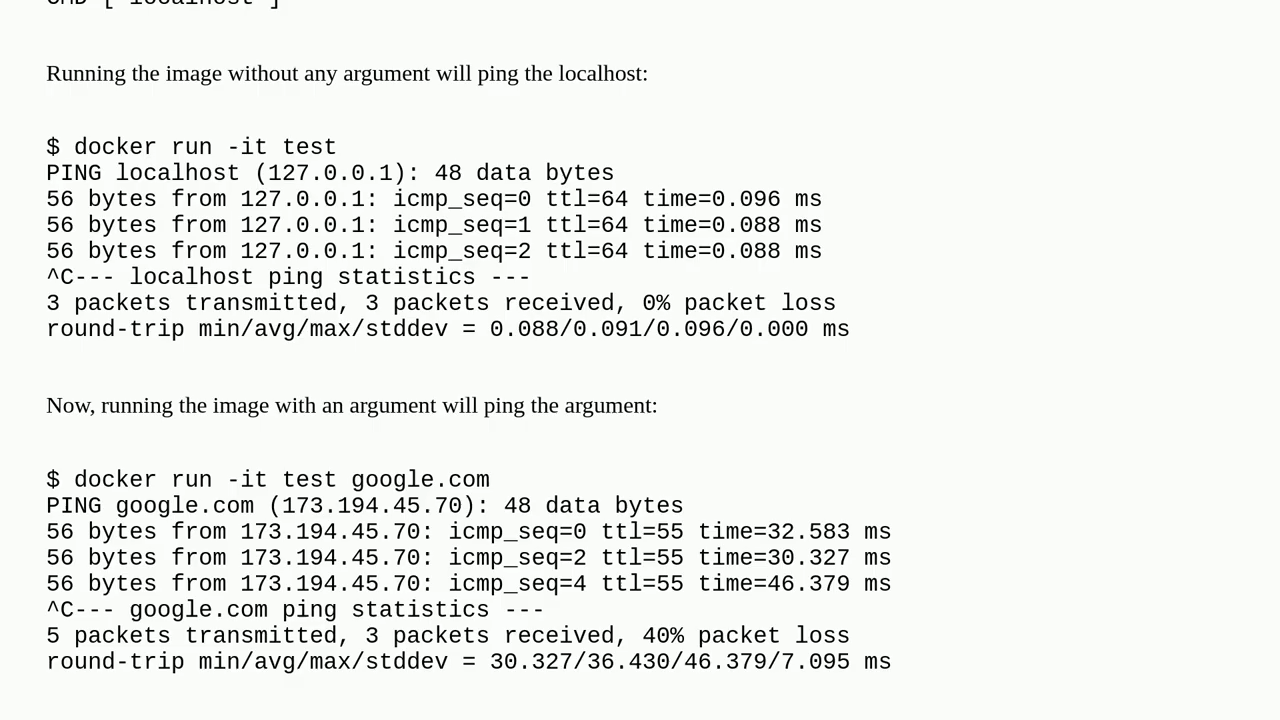 CMD ["localhost"]
Running the image without any argument will ping the localhost:
$ docker run -it test
PING localhost (127.0.0.1): 48 data bytes
56 bytes from 127.0.0.1: icmp_seq=0 ttl=64 time=0.096 ms
56 bytes from 127.0.0.1: icmp_seq=1 ttl=64 time=0.088 ms
56 bytes from 127.0.0.1: icmp_seq=2 ttl=64 time=0.088 ms
^C--- localhost ping statistics ---
3 packets transmitted, 3 packets received, 0% packet loss
round-trip min/avg/max/stddev = 0.088/0.091/0.096/0.000 ms
Now, running the image with an argument will ping the argument:
$ docker run -it test google.com
PING google.com (173.194.45.70): 48 data bytes
56 bytes from 173.194.45.70: icmp_seq=0 ttl=55 time=32.583 ms
56 bytes from 173.194.45.70: icmp_seq=2 ttl=55 time=30.327 ms
56 bytes from 173.194.45.70: icmp_seq=4 ttl=55 time=46.379 ms
^C--- google.com ping statistics ---
5 packets transmitted, 3 packets received, 40% packet loss
round-trip min/avg/max/stddev = 30.327/36.430/46.379/7.095 ms